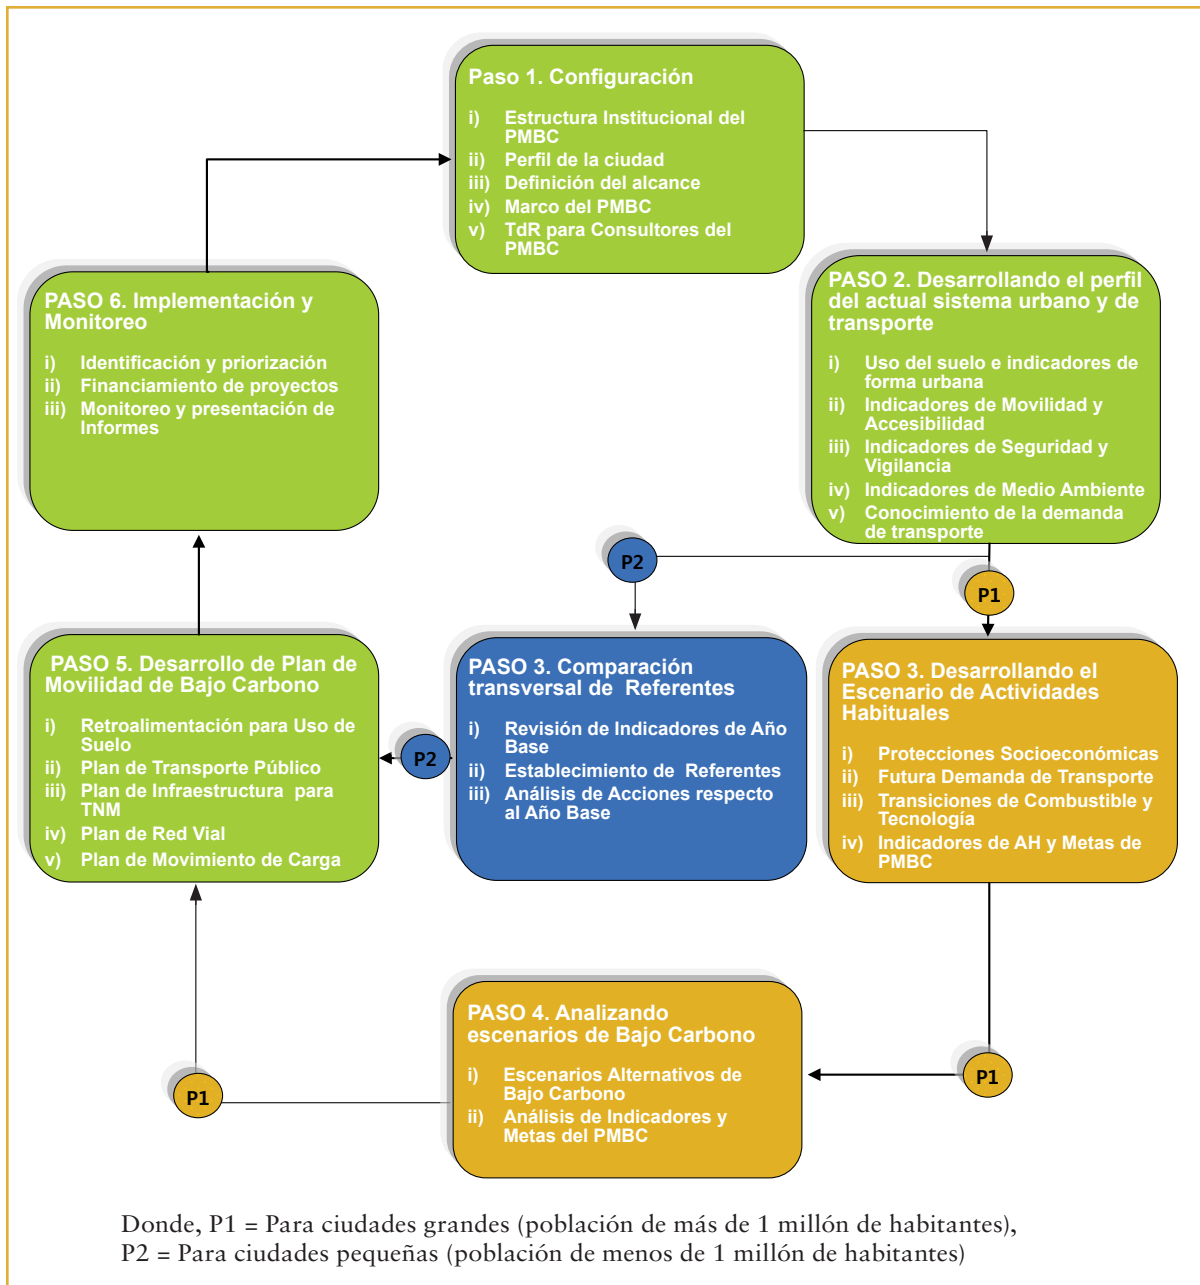 Paso 1. Configuración
i) Estructura Institucional del
PMBC
ii) Perfil de la ciudad
iii) Definición del alcance
iv) Marco del PMBC
v) TdR para Consultores del
PMBC
PASO 2. Desarrollando el perfil
del actual sistema urbano y de
transporte
i) Uso del suelo e indicadores de
forma urbana
ii) Indicadores de Movilidad y
Accesibilidad
iii) Indicadores de Seguridad y
Vigilancia
iv) Indicadores de Medio Ambiente
v) Conocimiento de la demanda
de transporte
PASO 6. Implementación y
Monitoreo
i) Identificación y priorización
ii) Financiamiento de proyectos
iii) Monitoreo y presentación de
Informes
P2
P1
PASO 3. Desarrollando el
Escenario de Actividades
Habituales
i) Protecciones Socioeconómicas
ii) Futura Demanda de Transporte
iii) Transiciones de Combustible y
Tecnología
iv) Indicadores de AH y Metas de
PMBC
PASO 3. Comparación
transversal de Referentes
i) Revisión de Indicadores de Año
Base
ii) Establecimiento de Referentes
iii) Análisis de Acciones respecto
al Año Base
P2
PASO 5. Desarrollo de Plan de
Movilidad de Bajo Carbono
i) Retroalimentación para Uso de
Suelo
ii) Plan de Transporte Público
iii) Plan de Infraestructura para
TNM
iv) Plan de Red Vial
v) Plan de Movimiento de Carga
PASO 4. Analizando
escenarios de Bajo Carbono
i) Escenarios Alternativos de
Bajo Carbono
ii) Análisis de Indicadores y
Metas del PMBC
P1
P1
Donde, P1 = Para ciudades grandes (población de más de 1 millón de habitantes),
P2 = Para ciudades pequeñas (población de menos de 1 millón de habitantes)